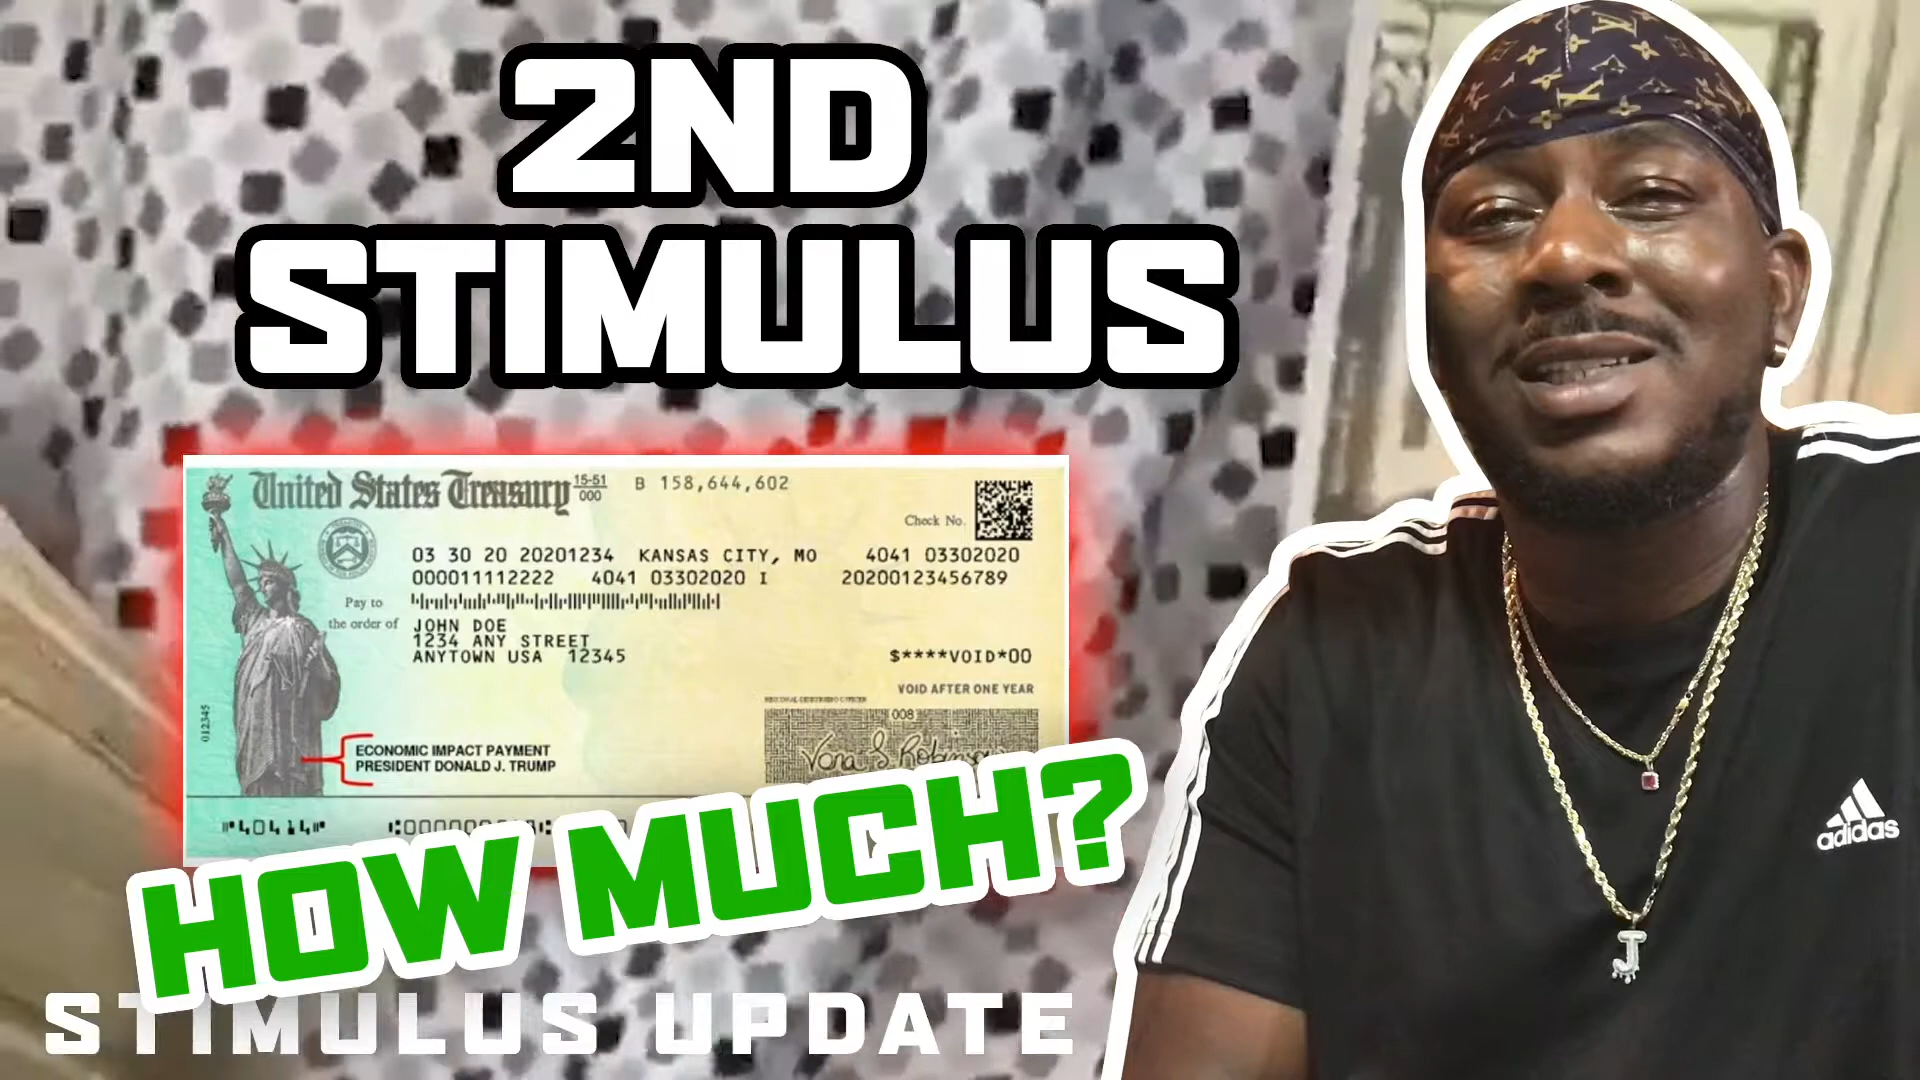 2ND
STIMULUS
United States Treasury 15-51 000 B 158,644,602
Check No.
03 30 20 20201234 KANSAS CITY, MO 4041 03302020
000011112222 4041 03302020 I 20200123456789
Pay to
the order of
JOHN DOE
1234 ANY STREET
ANYTOWN USA 12345
$****VOID*00
VOID AFTER ONE YEAR
008
012345
ECONOMIC IMPACT PAYMENT
PRESIDENT DONALD J. TRUMP
HOW MUCH?
STIMULUS UPDATE
adidas
J